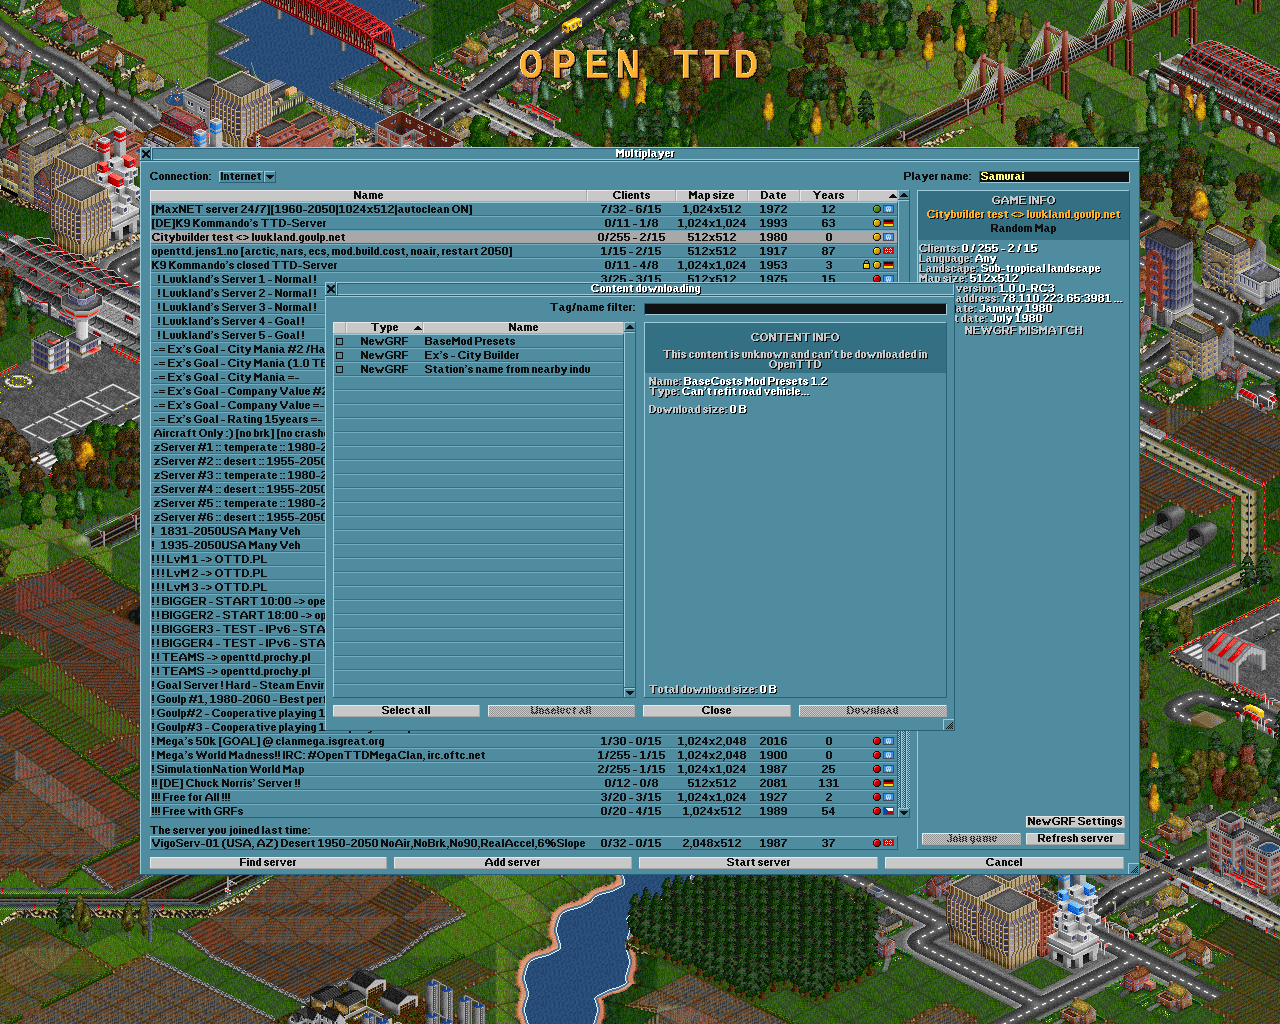 OPEN TTD
Multiplayer
Connection: Internet
Player name: Samurai
Name Clients Map size Date Years
[MaxNET server 24/7][1960-2050|1024x512|autoclean ON] 7/32 - 6/15 1,024x512 1972 12
[DE]K9 Kommando's TTD-Server 0/11 - 1/8 1,024x1,024 1993 63
Citybuilder test <> luukland.goulp.net 0/255 - 2/15 512x512 1980 0
openttd.jens1.no [arctic, nars, ecs, mod.build.cost, noair, restart 2050] 1/15 - 2/15 512x512 1917 87
K9 Kommando's closed TTD-Server 0/11 - 4/8 1,024x512 1953 3
! Luukland's Server 1 - Normal ! 3/25 - 3/15 512x512 1975 15
! Luukland's Server 2 - Normal !
! Luukland's Server 3 - Normal !
! Luukland's Server 4 - Goal !
! Luukland's Server 5 - Goal !
-= Ex's Goal - City Mania #2 /Ha
-= Ex's Goal - City Mania (1.0 TE
-= Ex's Goal - City Mania =-
-= Ex's Goal - Company Value #2
-= Ex's Goal - Company Value =-
-= Ex's Goal - Rating 15years =-
Aircraft Only :) [no brk] [no crash
zServer #1 :: temperate :: 1980-2
zServer #2 :: desert :: 1955-2050
zServer #3 :: temperate :: 1980-2
zServer #4 :: desert :: 1955-2050
zServer #5 :: temperate :: 1980-2
zServer #6 :: desert :: 1955-2050
! 1831-2050USA Many Veh
! 1935-2050USA Many Veh
!!! LvM 1 -> OTTD.PL
!!! LvM 2 -> OTTD.PL
!!! LvM 3 -> OTTD.PL
!! BIGGER - START 10:00 -> ope
!! BIGGER2 - START 18:00 -> op
!! BIGGER3 - TEST - IPv6 - STA
!! BIGGER4 - TEST - IPv6 - STA
!! TEAMS -> openttd.prochy.pl
!! TEAMS -> openttd.prochy.pl
! Goal Server ! Hard - Steam Envir
! Goulp #1, 1980-2060 - Best perf
! Goulp#2 - Cooperative playing 1
! Goulp#3 - Cooperative playing 1
! Mega's 50k [GOAL] @ clanmega.isgreat.org 1/30 - 0/15 1,024x2,048 2016 0
! Mega's World Madness!! IRC: #OpenTTDMegaClan, irc.oftc.net 1/255 - 1/15 1,024x2,048 1900 0
! SimulationNation World Map 2/255 - 1/15 1,024x1,024 1987 25
!! [DE] Chuck Norris' Server !! 0/12 - 0/8 512x512 2081 131
!!! Free for All !!! 3/20 - 3/15 1,024x1,024 1927 2
!!! Free with GRFs 0/20 - 4/15 1,024x512 1989 54
The server you joined last time:
VigoServ-01 (USA, AZ) Desert 1950-2050 NoAir,NoBrk,No90,RealAccel,6%Slope 0/32 - 0/15 2,048x512 1987 37
Find server Add server Start server Cancel
GAME INFO
Citybuilder test <> luukland.goulp.net
Random Map
Clients: 0 / 255 - 2 / 15
Language: Any
Landscape: Sub-tropical landscape
Map size: 512x512
version: 1.0.0-RC3
address: 78.110.223.65:3981 ...
ate: January 1980
t date: July 1980
NEWGRF MISMATCH
NewGRF Settings
Join game Refresh server
Content downloading
Tag/name filter:
Type Name
NewGRF BaseMod Presets
NewGRF Ex's - City Builder
NewGRF Station's name from nearby indu
CONTENT INFO
This content is unknown and can't be downloaded in
OpenTTD
Name: BaseCosts Mod Presets 1.2
Type: Can't refit road vehicle...
Download size: 0 B
Total download size: 0 B
Select all Unselect all Close Download